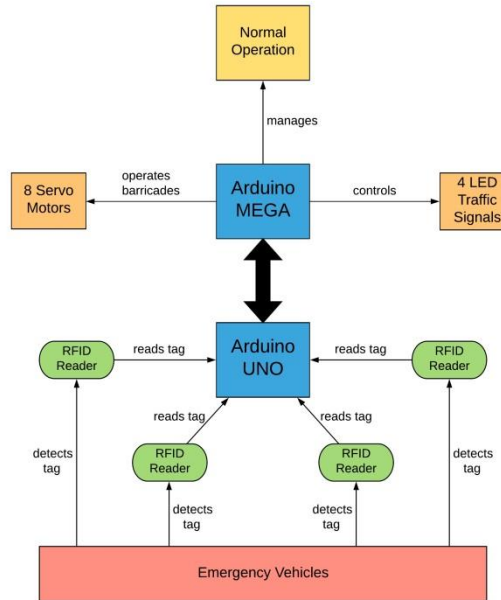 Normal
Operation
manages
8 Servo
Motors
operates
barricades
Arduino
MEGA
controls
4 LED
Traffic
Signals
Arduino
UNO
RFID
Reader
reads tag
reads tag
RFID
Reader
reads tag
reads tag
RFID
Reader
RFID
Reader
detects
tag
detects
tag
detects
tag
detects
tag
Emergency Vehicles